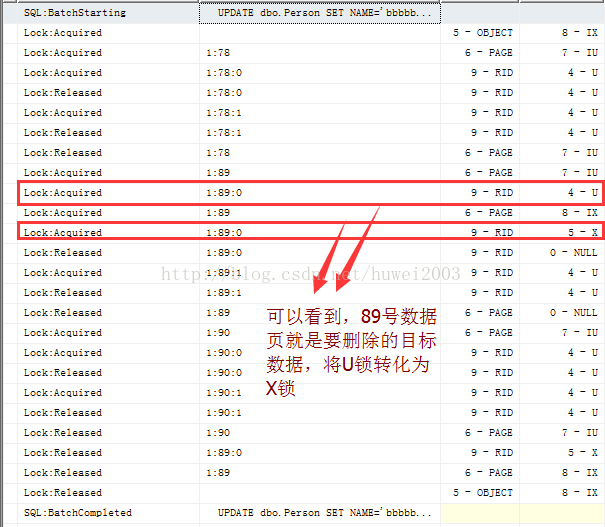 SQL:BatchStarting UPDATE dbo.Person SET NAME='bbbbb...
Lock:Acquired 5 - OBJECT 8 - IX
Lock:Acquired 1:78 6 - PAGE 7 - IU
Lock:Acquired 1:78:0 9 - RID 4 - U
Lock:Released 1:78:0 9 - RID 4 - U
Lock:Acquired 1:78:1 9 - RID 4 - U
Lock:Released 1:78:1 9 - RID 4 - U
Lock:Released 1:78 6 - PAGE 7 - IU
Lock:Acquired 1:89 6 - PAGE 7 - IU
Lock:Acquired 1:89:0 9 - RID 4 - U
Lock:Acquired 1:89 6 - PAGE 8 - IX
Lock:Acquired 1:89:0 9 - RID 5 - X
Lock:Released 1:89:0 9 - RID 0 - NULL
Lock:Acquired 1:89:1 9 - RID 4 - U
Lock:Released 1:89:1 9 - RID 4 - U
Lock:Released 1:89 6 - PAGE 0 - NULL
Lock:Acquired 1:90 6 - PAGE 7 - IU
Lock:Acquired 1:90:0 9 - RID 4 - U
Lock:Released 1:90:0 9 - RID 4 - U
Lock:Acquired 1:90:1 9 - RID 4 - U
Lock:Released 1:90:1 9 - RID 4 - U
Lock:Released 1:90 6 - PAGE 7 - IU
Lock:Released 1:89:0 9 - RID 5 - X
Lock:Released 1:89 6 - PAGE 8 - IX
Lock:Released 5 - OBJECT 8 - IX
SQL:BatchCompleted UPDATE dbo.Person SET NAME='bbbbb...
http://blog.csdn.net/huwei2003
可以看到，89号数据
页就是要删除的目标
数据，将U锁转化为
X锁